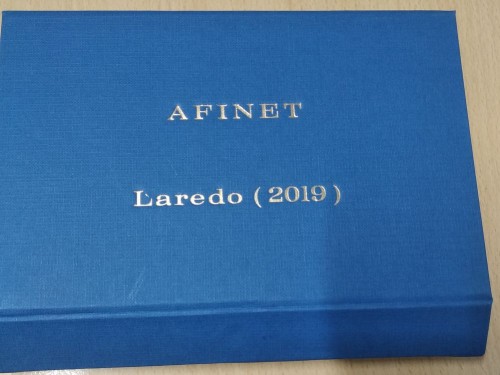 AFINET
Laredo ( 2019 )